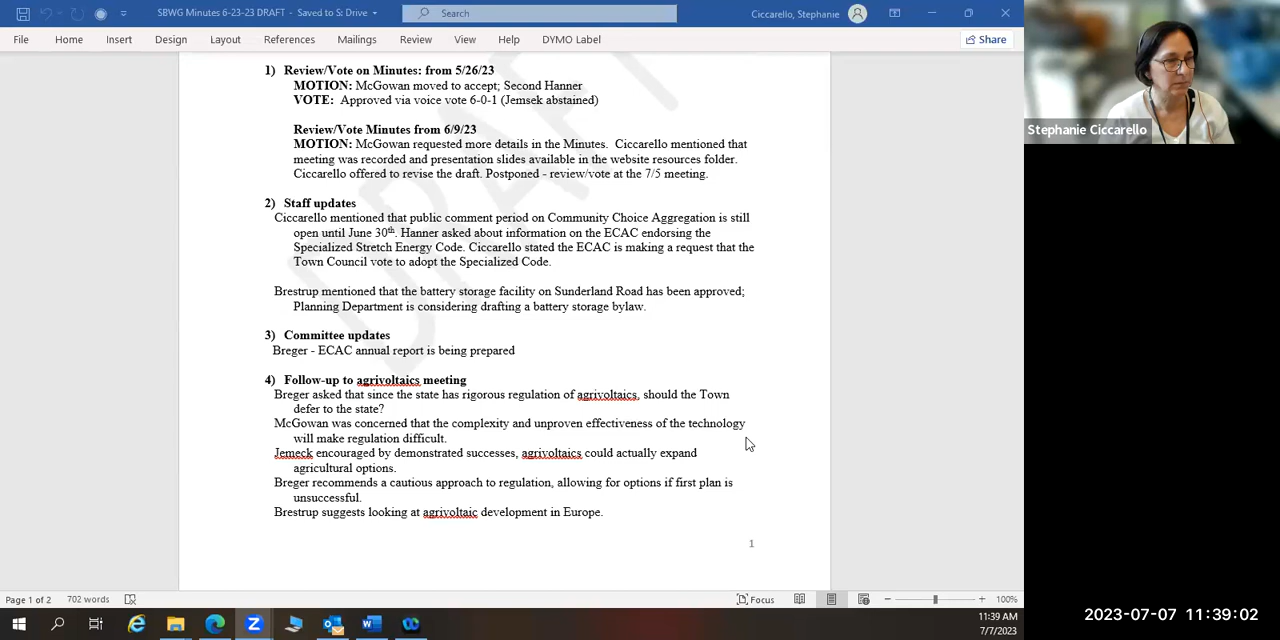 SBWG Minutes 6-23-23 DRAFT - Saved to S: Drive
Search
Ciccarello, Stephanie
File Home Insert Design Layout References Mailings Review View Help DYMO Label Share
1) Review/Vote on Minutes: from 5/26/23
MOTION: McGowan moved to accept; Second Hanner
VOTE: Approved via voice vote 6-0-1 (Jemsek abstained)
Review/Vote Minutes from 6/9/23
MOTION: McGowan requested more details in the Minutes. Ciccarello mentioned that
meeting was recorded and presentation slides available in the website resources folder.
Ciccarello offered to revise the draft. Postponed - review/vote at the 7/5 meeting.
2) Staff updates
Ciccarello mentioned that public comment period on Community Choice Aggregation is still
open until June 30th. Hanner asked about information on the ECAC endorsing the
Specialized Stretch Energy Code. Ciccarello stated the ECAC is making a request that the
Town Council vote to adopt the Specialized Code.
Brestrup mentioned that the battery storage facility on Sunderland Road has been approved;
Planning Department is considering drafting a battery storage bylaw.
3) Committee updates
Breger - ECAC annual report is being prepared
4) Follow-up to agrivoltaics meeting
Breger asked that since the state has rigorous regulation of agrivoltaics, should the Town
defer to the state?
McGowan was concerned that the complexity and unproven effectiveness of the technology
will make regulation difficult.
Jemeck encouraged by demonstrated successes, agrivoltaics could actually expand
agricultural options.
Breger recommends a cautious approach to regulation, allowing for options if first plan is
unsuccessful.
Brestrup suggests looking at agrivoltaic development in Europe.
1
DRAFT
Stephanie Ciccarello
Page 1 of 2 702 words Focus 100%
11:39 AM
7/7/2023
2023-07-07 11:39:02